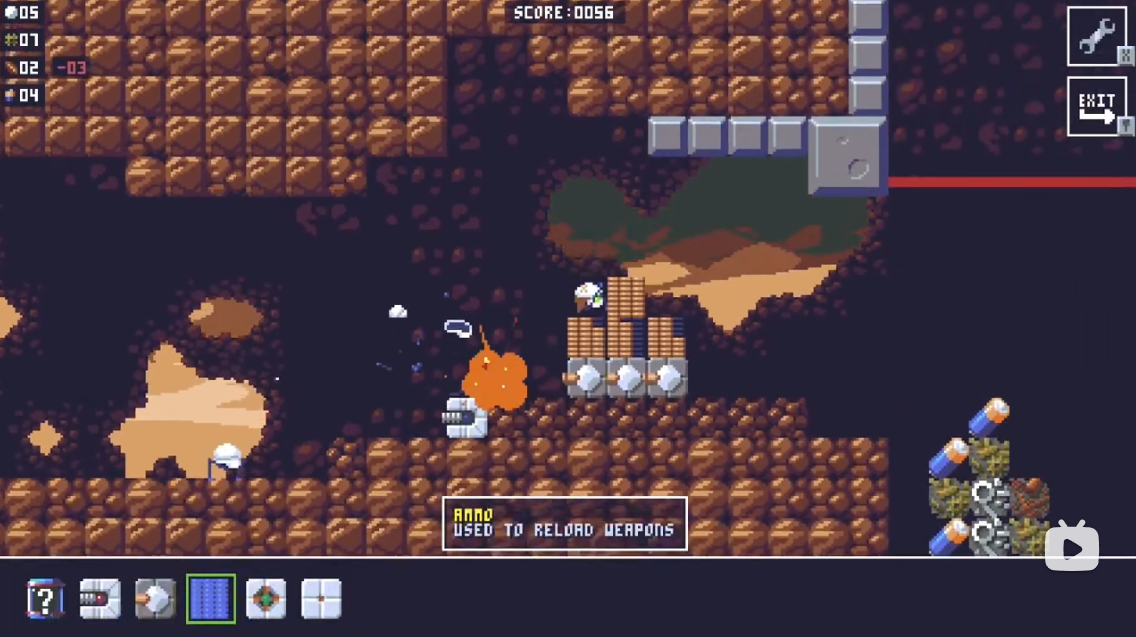 05
SCORE:0056
07
02 -03
04
X
EXIT
T
AMMO
USED TO RELOAD WEAPONS
?